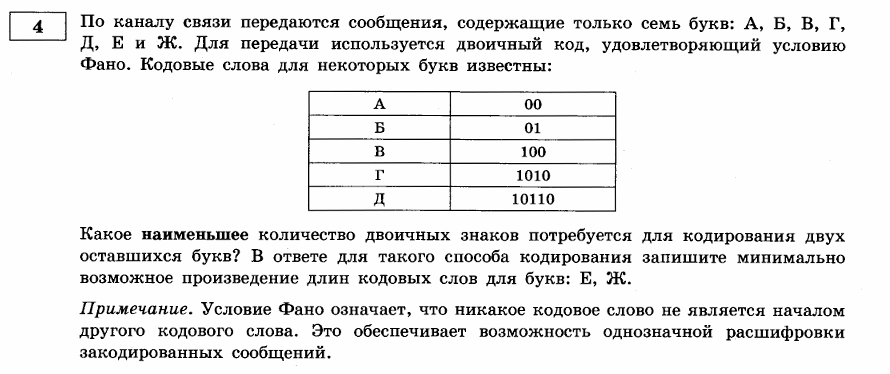 4
По каналу связи передаются сообщения, содержащие только семь букв: А, Б, В, Г,
Д, Е и Ж. Для передачи используется двоичный код, удовлетворяющий условию
Фано. Кодовые слова для некоторых букв известны:
А 00
Б 01
В 100
Г 1010
Д 10110
Какое наименьшее количество двоичных знаков потребуется для кодирования двух
оставшихся букв? В ответе для такого способа кодирования запишите минимально
возможное произведение длин кодовых слов для букв: Е, Ж.
Примечание. Условие Фано означает, что никакое кодовое слово не является началом
другого кодового слова. Это обеспечивает возможность однозначной расшифровки
закодированных сообщений.